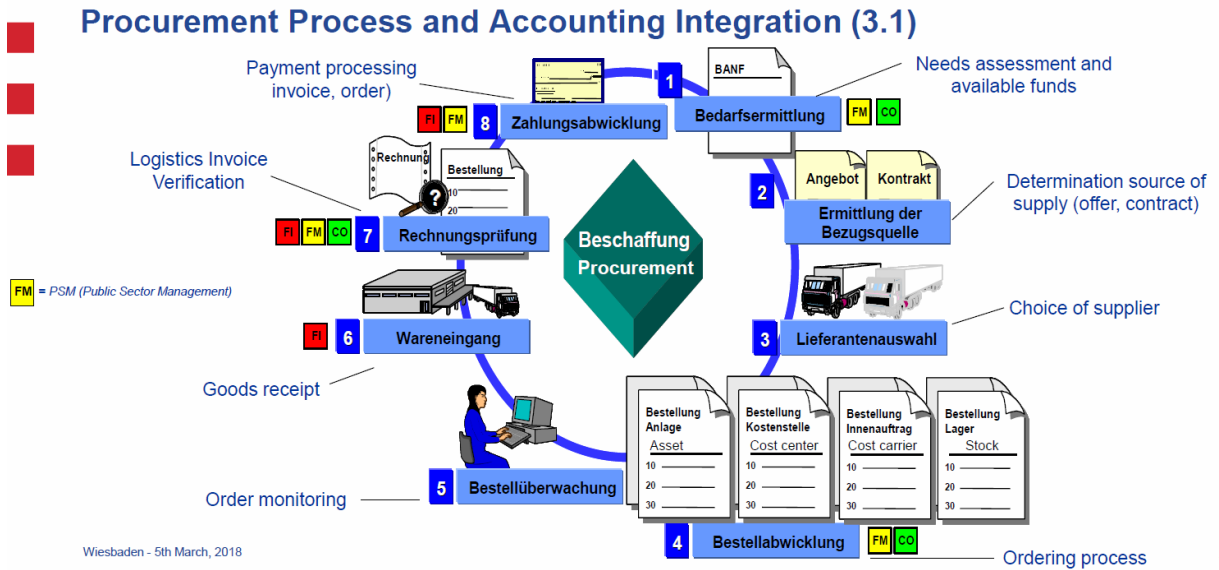 Procurement Process and Accounting Integration (3.1)
Payment processing
invoice, order)
FI FM 8 Zahlungsabwicklung
1 BANF
Bedarfsermittlung FM CO
Needs assessment and
available funds
2 Angebot Kontrakt
Ermittlung der
Bezugsquelle
Determination source of
supply (offer, contract)
Logistics Invoice
Verification
Rechnung
?
Bestellung
10
20
FI FM CO 7 Rechnungsprüfung
Beschaffung
Procurement
FM = PSM (Public Sector Management)
3 Lieferantenauswahl
Choice of supplier
FI 6 Wareneingang
Goods receipt
Bestellung
Anlage
Asset
10
20
30
Bestellung
Kostenstelle
Cost center
10
20
30
Bestellung
Innenauftrag
Cost carrier
10
20
30
Bestellung
Lager
Stock
10
20
30
5 Bestellüberwachung
Order monitoring
4 Bestellabwicklung FM CO
Ordering process
Wiesbaden - 5th March, 2018